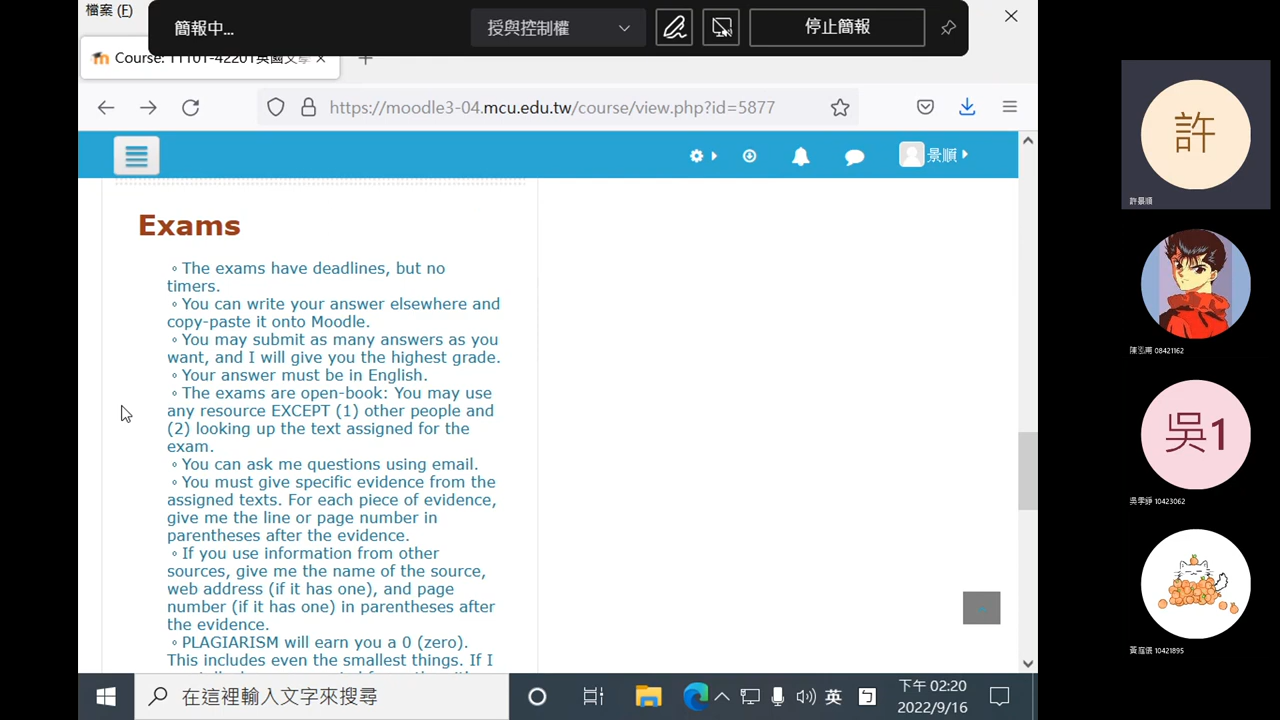 檔案 (F)
簡報中...
授與控制權
停止簡報
Course: 11101-42201英國文學
https://moodle3-04.mcu.edu.tw/course/view.php?id=5877
景順
Exams
◦ The exams have deadlines, but no
timers.
◦ You can write your answer elsewhere and
copy-paste it onto Moodle.
◦ You may submit as many answers as you
want, and I will give you the highest grade.
◦ Your answer must be in English.
◦ The exams are open-book: You may use
any resource EXCEPT (1) other people and
(2) looking up the text assigned for the
exam.
◦ You can ask me questions using email.
◦ You must give specific evidence from the
assigned texts. For each piece of evidence,
give me the line or page number in
parentheses after the evidence.
◦ If you use information from other
sources, give me the name of the source,
web address (if it has one), and page
number (if it has one) in parentheses after
the evidence.
◦ PLAGIARISM will earn you a 0 (zero).
This includes even the smallest things. If I
在這裡輸入文字來搜尋
英
下午 02:20
2022/9/16
許
許景順
08421162
吳1
10423062
10421895